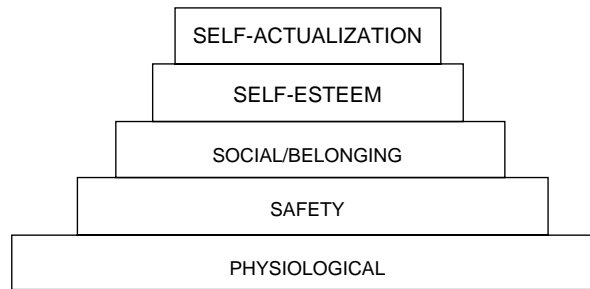 SELF-ACTUALIZATION
SELF-ESTEEM
SOCIAL/BELONGING
SAFETY
PHYSIOLOGICAL